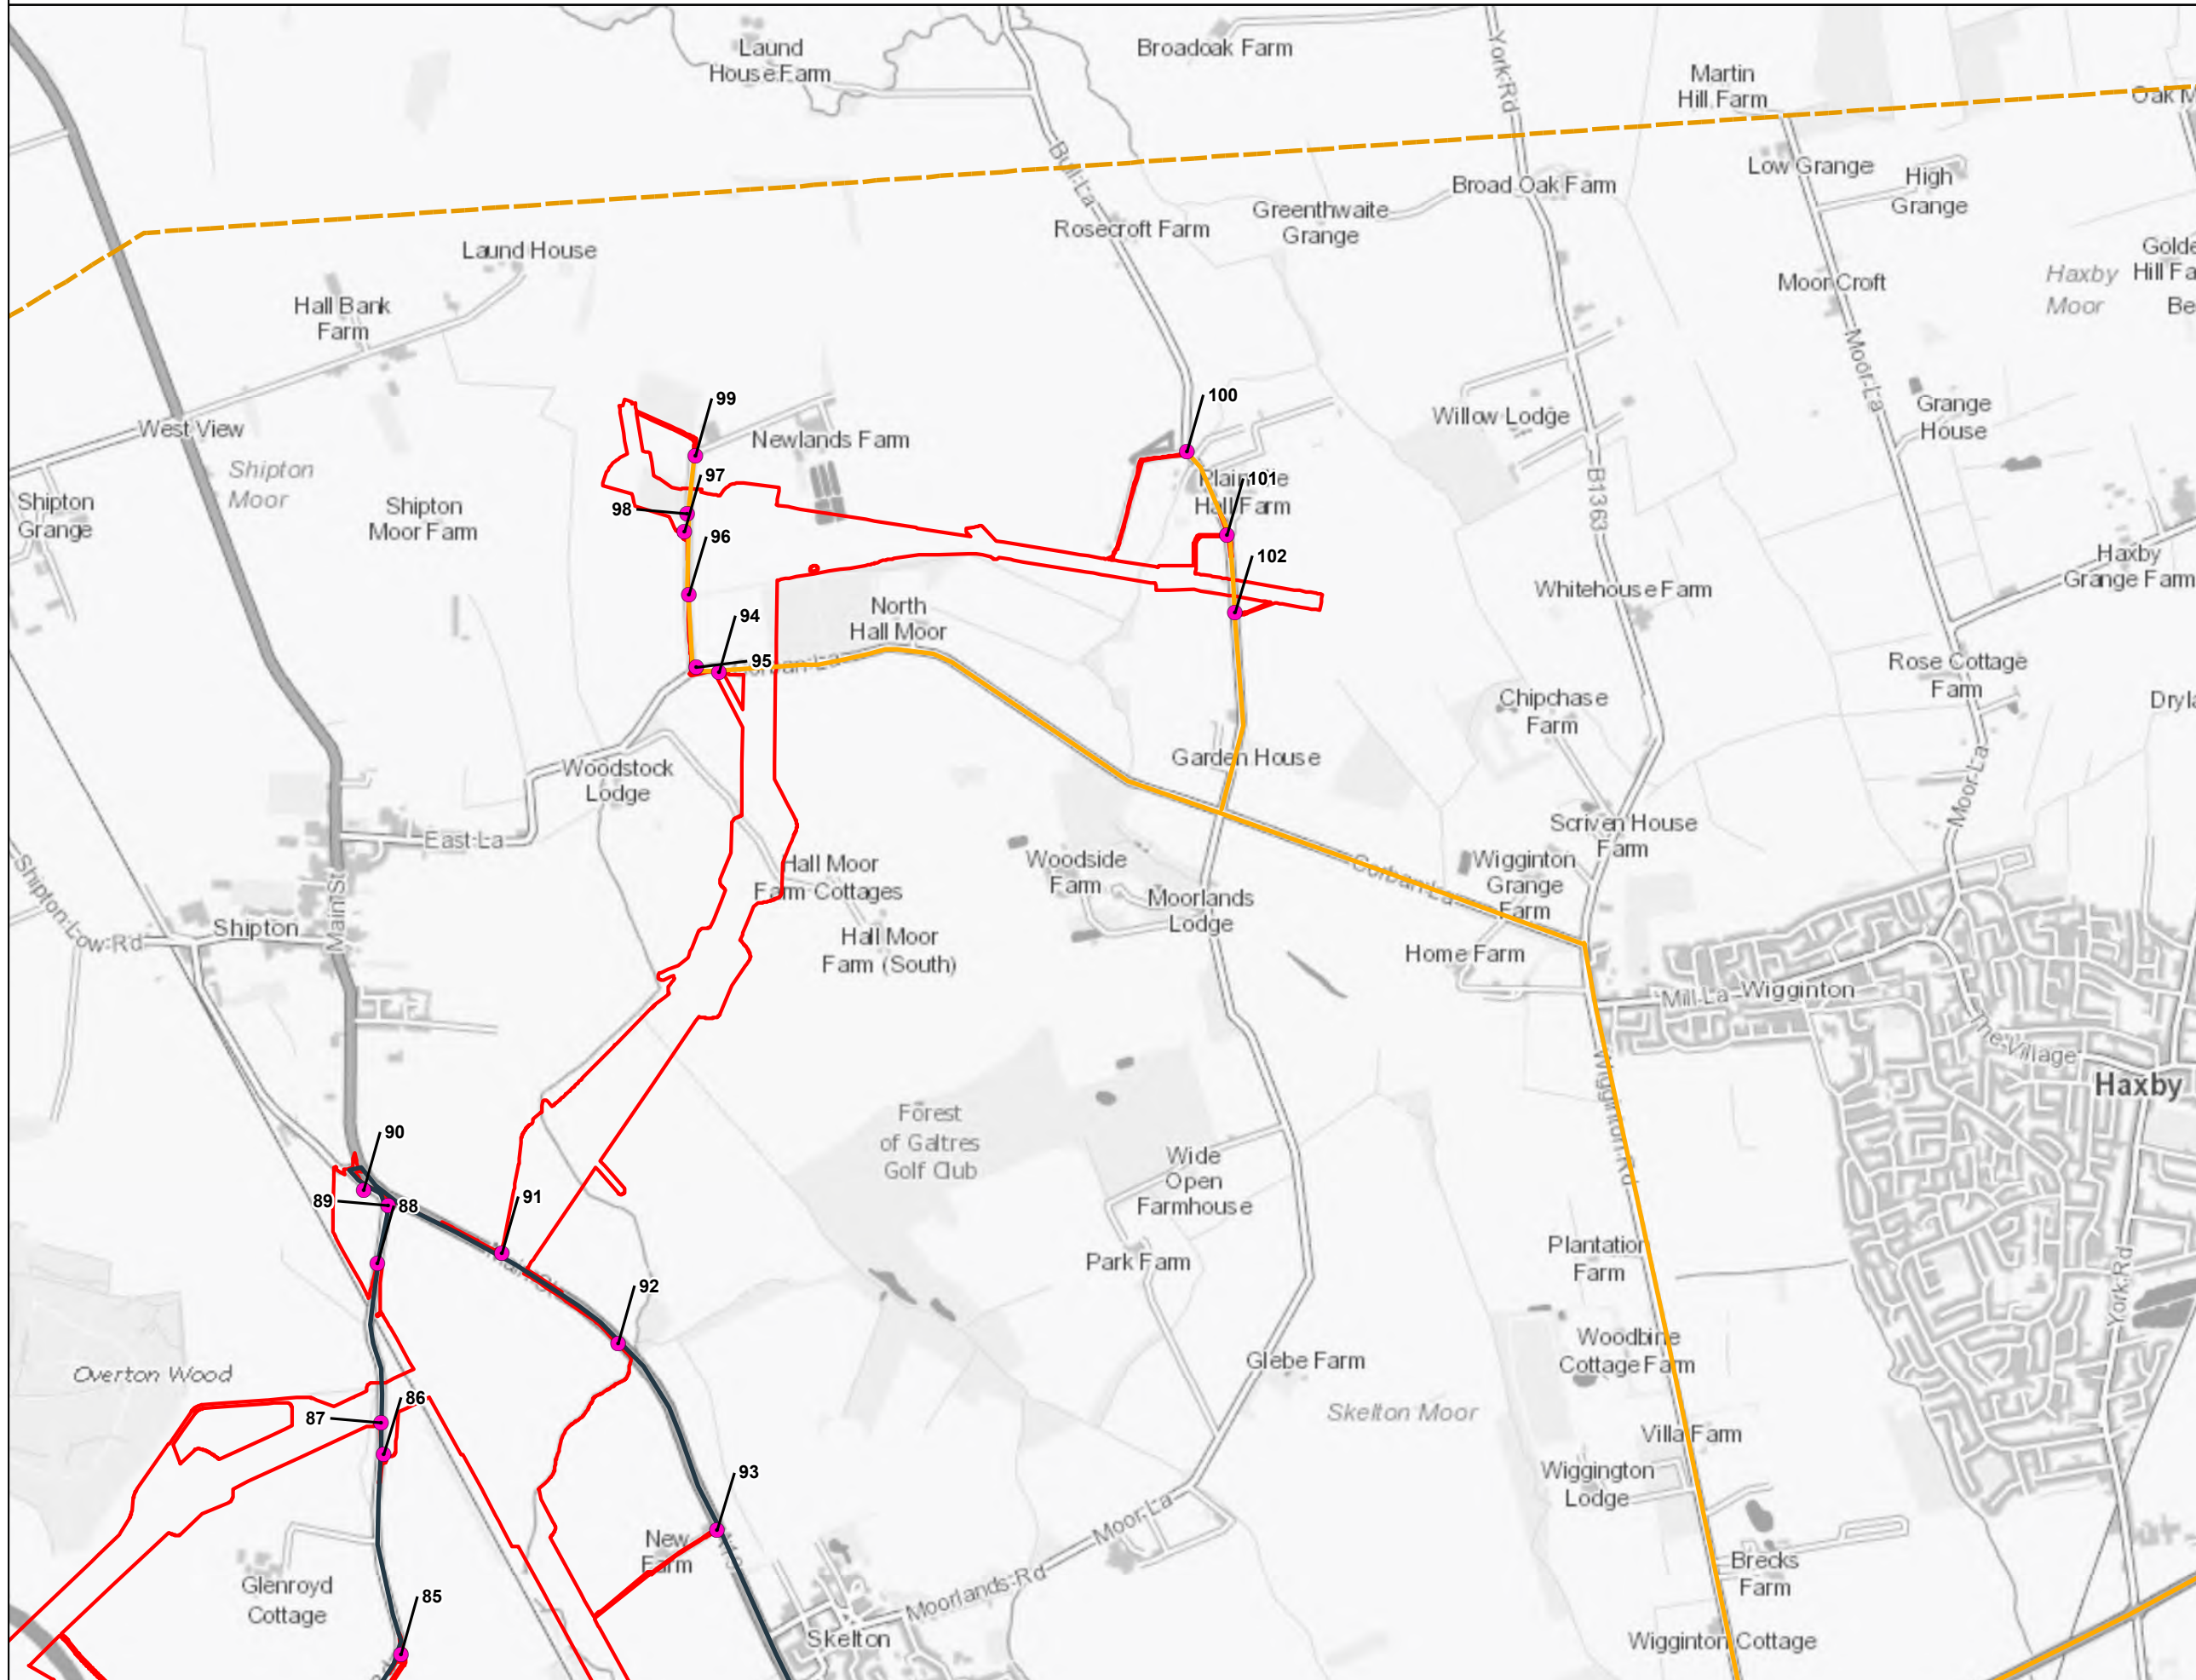 Laund
House Farm
Broadoak Farm
York Rd
Martin
Hill Farm
Oak M
Bull La
Low Grange
High
Grange
Broad Oak Farm
Greenthwaite
Grange
Rosecroft Farm
Laund House
Golde
Hill Fa
Be
Haxby
Moor
Moor Croft
Hall Bank
Farm
Moor La
99
100
Grange
House
Willow Lodge
West View
Newlands Farm
Shipton
Moor
97
101
Hall Farm
B1363
Shipton
Grange
Shipton
Moor Farm
98
96
102
Haxby
Grange Farm
Whitehouse Farm
North
Hall Moor
94
95
Rose Cottage
Farm
Chipchase
Farm
Dryla
Garden House
Woodstock
Lodge
Moor La
Scriven House
Farm
East La
Shipton Low Rd
Hall Moor
Farm Cottages
Woodside
Farm
Corban La
Wigginton
Grange
Farm
Moorlands
Lodge
Main St
Shipton
Hall Moor
Farm (South)
Home Farm
Mill La
Wigginton
The Village
Haxby
Wigginton Rd
Forest
of Galtres
Golf Club
90
Wide
Open
Farmhouse
89
88
91
Plantation
Farm
Park Farm
92
York Rd
Woodbine
Cottage Farm
Glebe Farm
Overton Wood
86
87
Skelton Moor
Villa Farm
93
Wiggington
Lodge
Moor La
New
Farm
Brecks
Farm
Glenroyd
Cottage
Moorlands Rd
85
Skelton
Wigginton Cottage